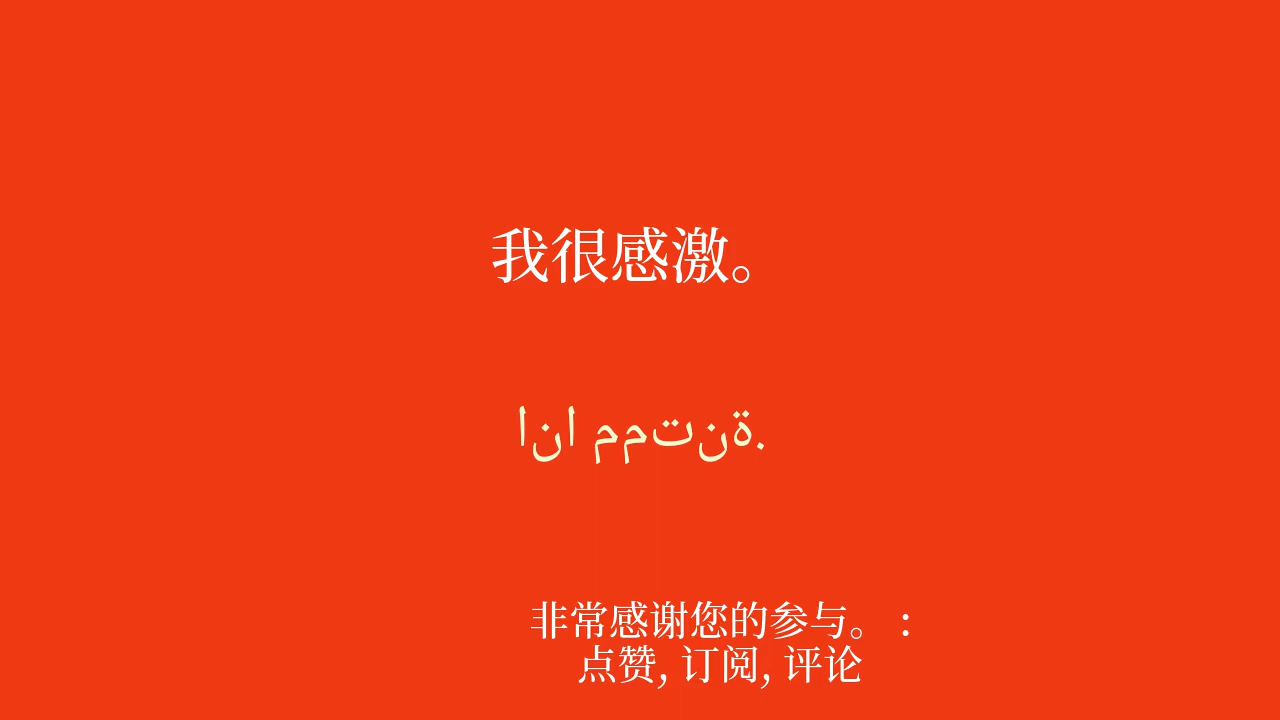 我很感激。
انا ممتنة.
非常感谢您的参与。 :
点赞, 订阅, 评论